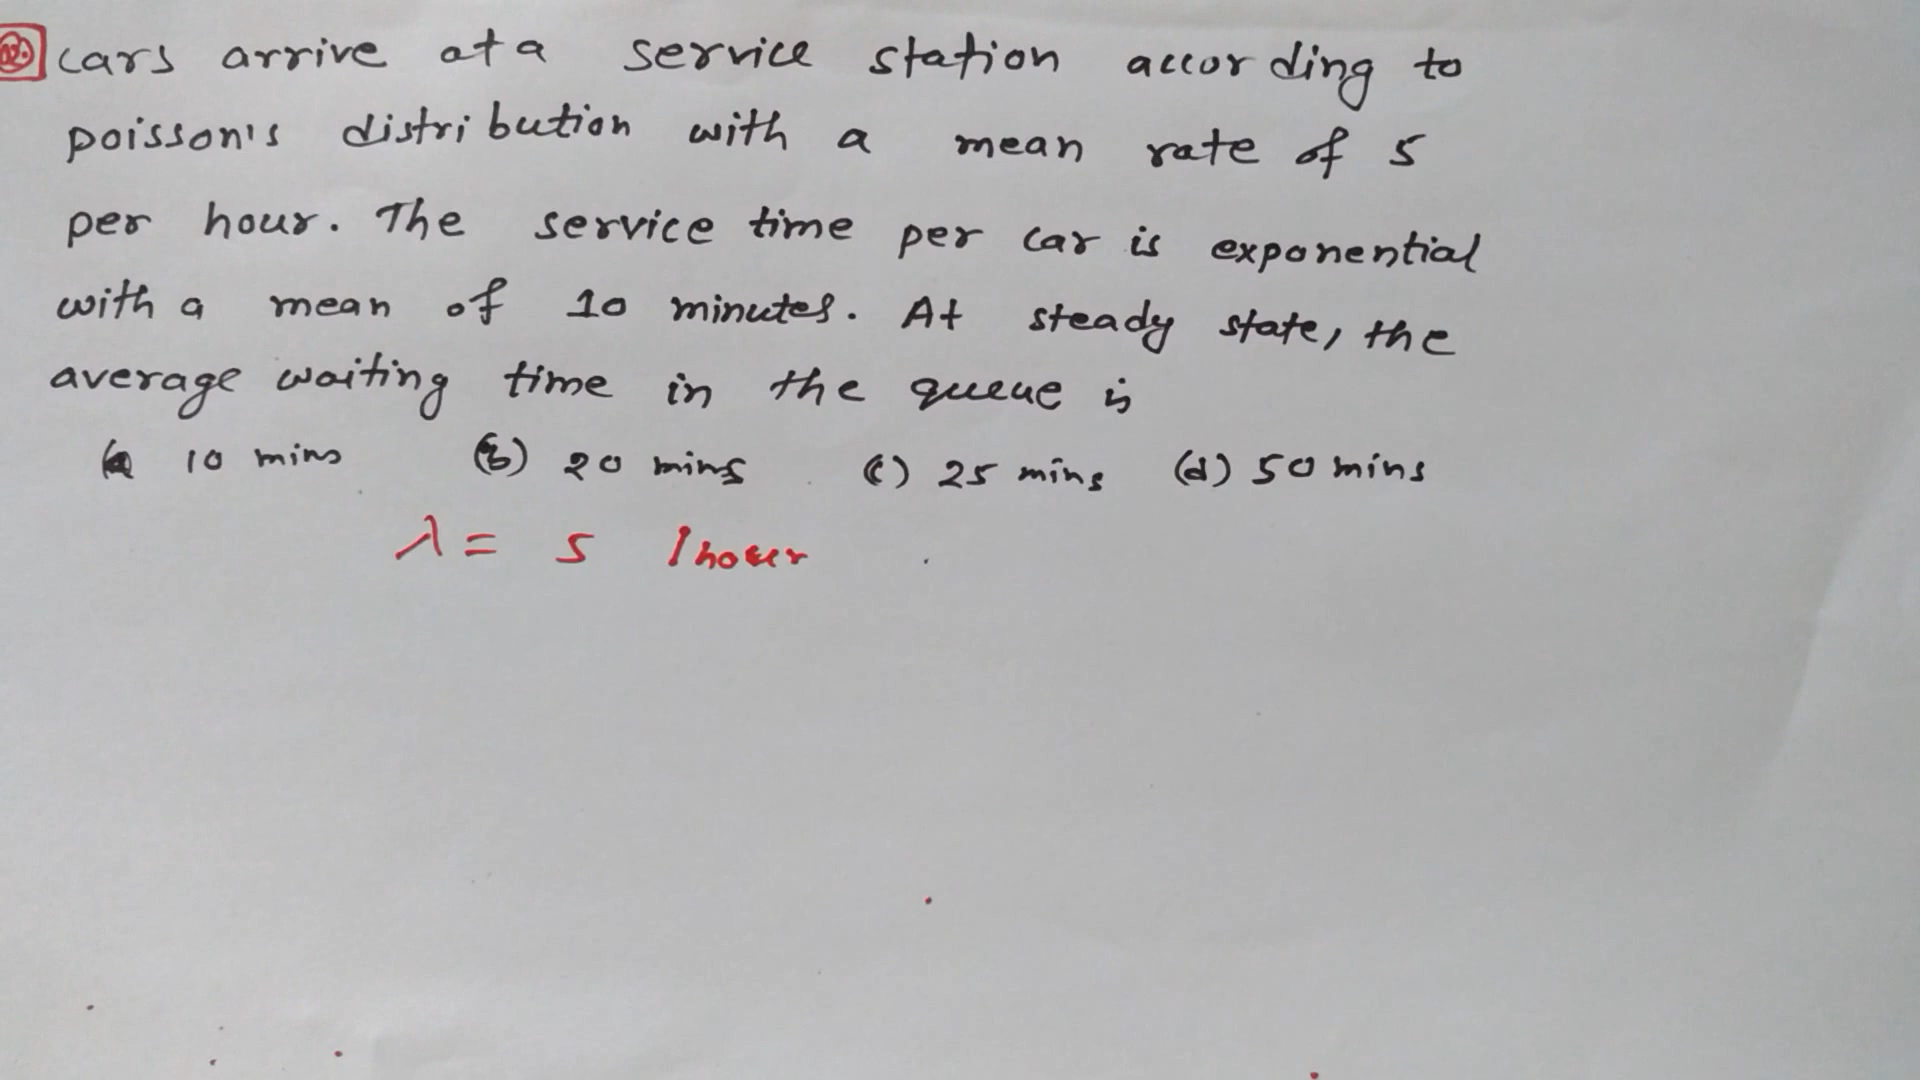 cars arrive at a service station according to
poisson's distribution with a mean rate of 5
per hour. The service time per car is exponential
with a mean of 10 minutes. At steady state, the
average waiting time in the queue is
10 mins (b) 20 mins (c) 25 mins (d) 50 mins
λ = 5 /hour